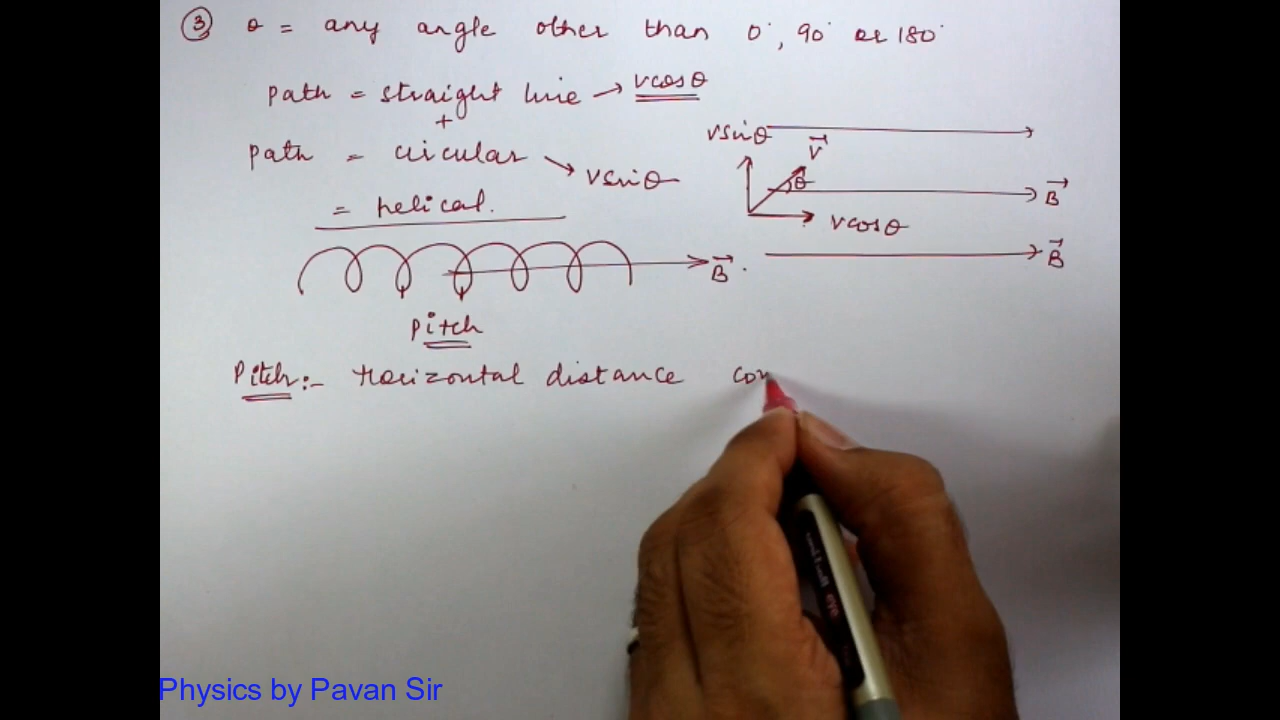 ③ θ = any angle other than 0°, 90° or 180°
path = straight line → vcosθ
+
path = circular → vsinθ
= helical.
vsinθ
V
θ
B
vcosθ
B
B
pitch
Pitch:- Horizontal distance cov
Physics by Pavan Sir